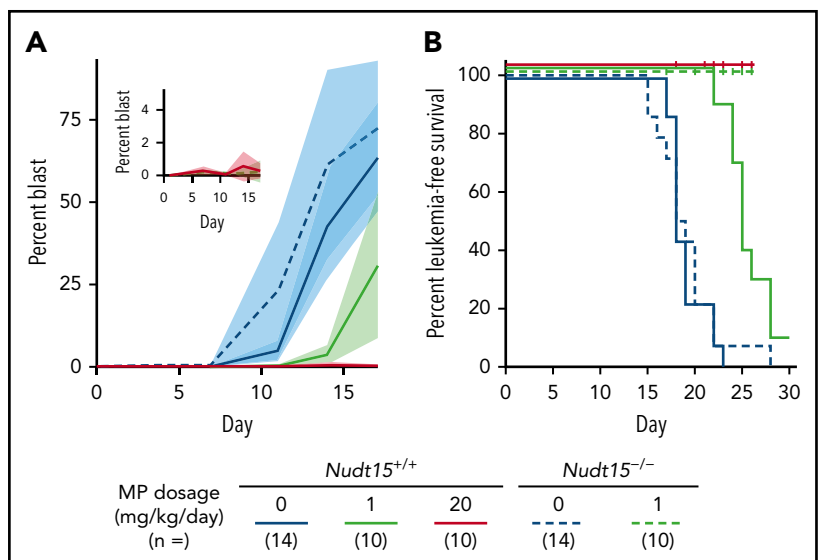 A
B
Percent blast
75
50
25
0
0 5 10 15
Day
Percent blast
4
2
0
0 5 10 15
Day
Percent leukemia-free survival
100
80
60
40
20
0
0 5 10 15 20 25 30
Day
Nudt15+/+ Nudt15−/−
MP dosage
(mg/kg/day)
(n =)
0 1 20 0 1
(14) (10) (10) (14) (10)